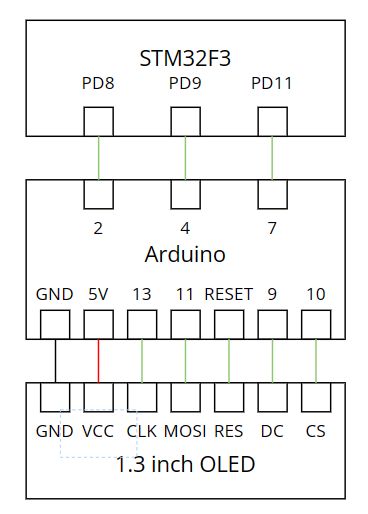 STM32F3
PD8 PD9 PD11
2 4 7
Arduino
GND 5V 13 11 RESET 9 10
GND VCC CLK MOSI RES DC CS
1.3 inch OLED